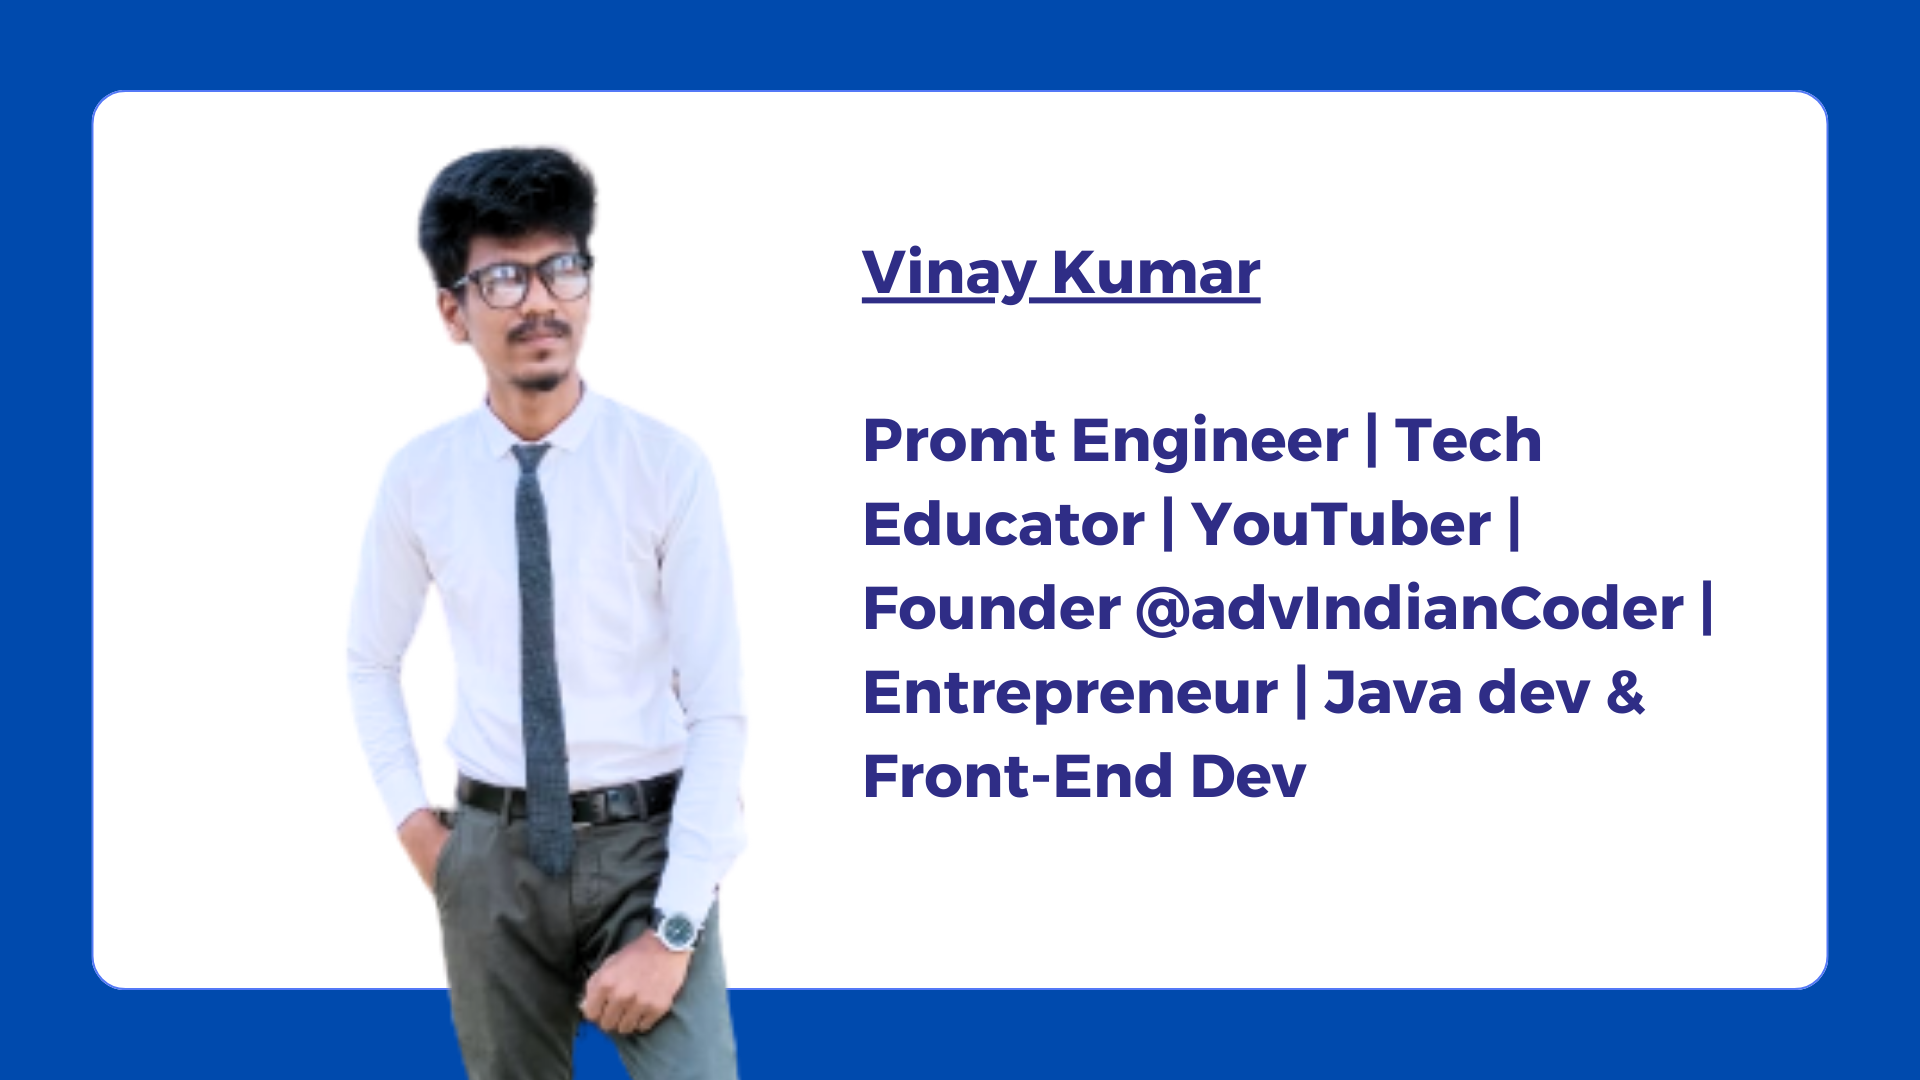 Vinay Kumar
Promt Engineer | Tech
Educator | YouTuber |
Founder @advIndianCoder |
Entrepreneur | Java dev &
Front-End Dev